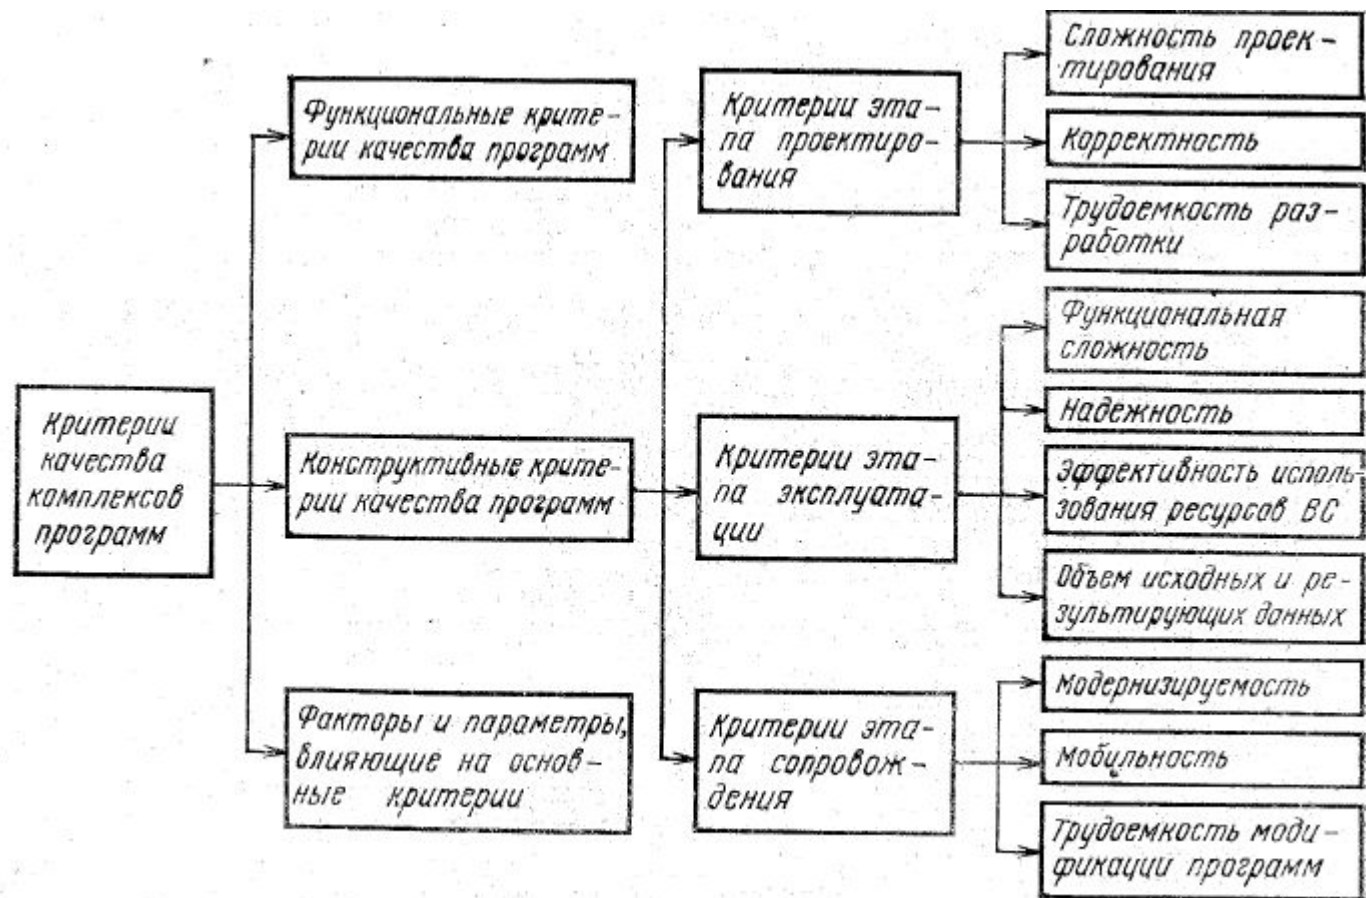 Критерии
качества
комплексов
программ
Функциональные крите-
рии качества программ
Конструктивные крите-
рии качества программ
Факторы и параметры,
влияющие на основ-
ные критерии
Критерии эта-
па проектиро-
вания
Критерии эта-
па эксплуата-
ции
Критерии эта-
па сопровож-
дения
Сложность проек-
тирования
Корректность
Трудоемкость раз-
работки
Функциональная
сложность
Надежность
Эффективность исполь-
зования ресурсов ВС
Объем исходных и ре-
зультирующих данных
Модернизируемость
Мобильность
Трудоемкость моди-
фикации программ